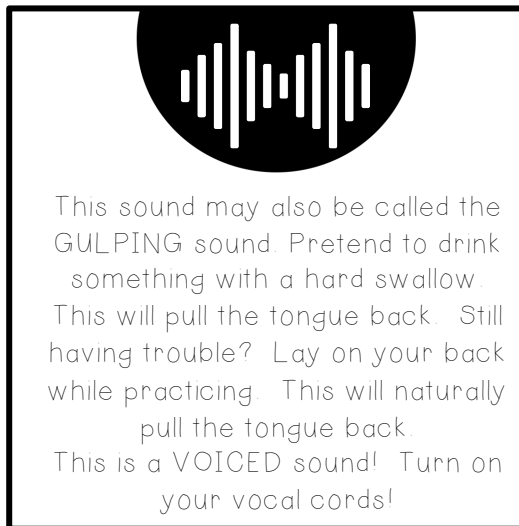 This sound may also be called the
GULPING sound. Pretend to drink
something with a hard swallow.
This will pull the tongue back. Still
having trouble? Lay on your back
while practicing. This will naturally
pull the tongue back.
This is a VOICED sound! Turn on
your vocal cords!